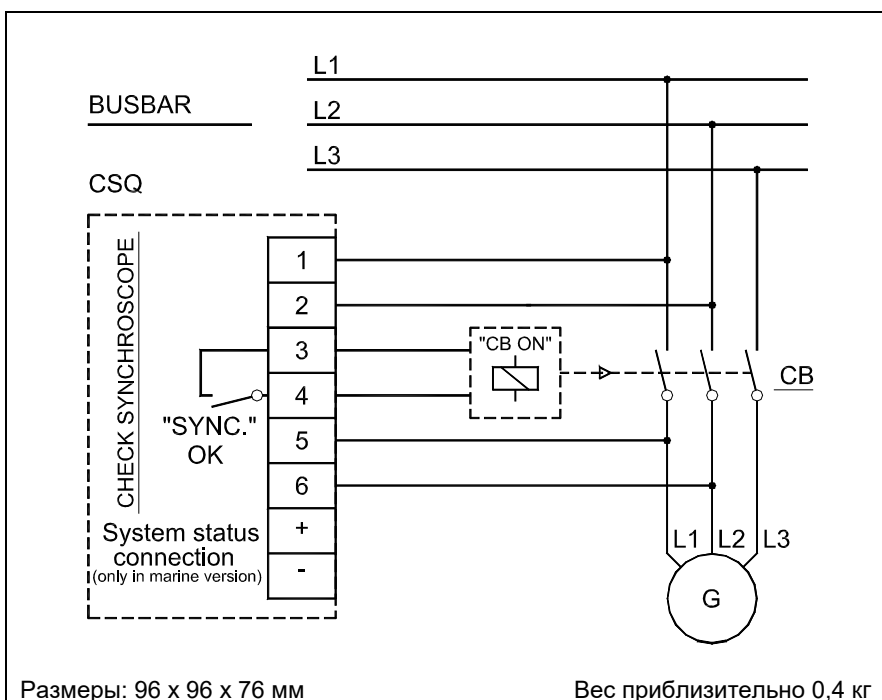 L1
BUSBAR
L2
L3
CSQ
CHECK SYNCHROSCOPE
1
2
3
4
5
6
+
-
"SYNC."
OK
System status
connection
(only in marine version)
"CB ON"
CB
L1 L2 L3
G
Размеры: 96 x 96 x 76 мм
Вес приблизительно 0,4 кг